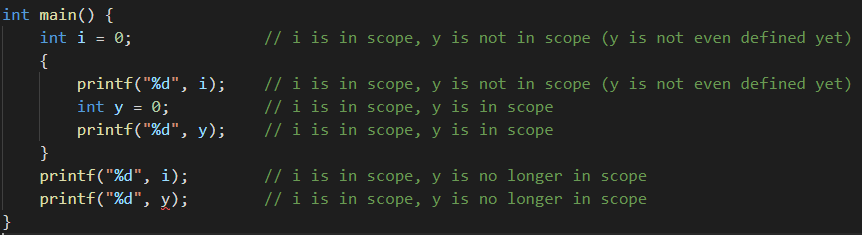 int main() {
    int i = 0;              // i is in scope, y is not in scope (y is not even defined yet)
    {
        printf("%d", i);    // i is in scope, y is not in scope (y is not even defined yet)
        int y = 0;          // i is in scope, y is in scope
        printf("%d", y);    // i is in scope, y is in scope
    }
    printf("%d", i);        // i is in scope, y is no longer in scope
    printf("%d", y);        // i is in scope, y is no longer in scope
}